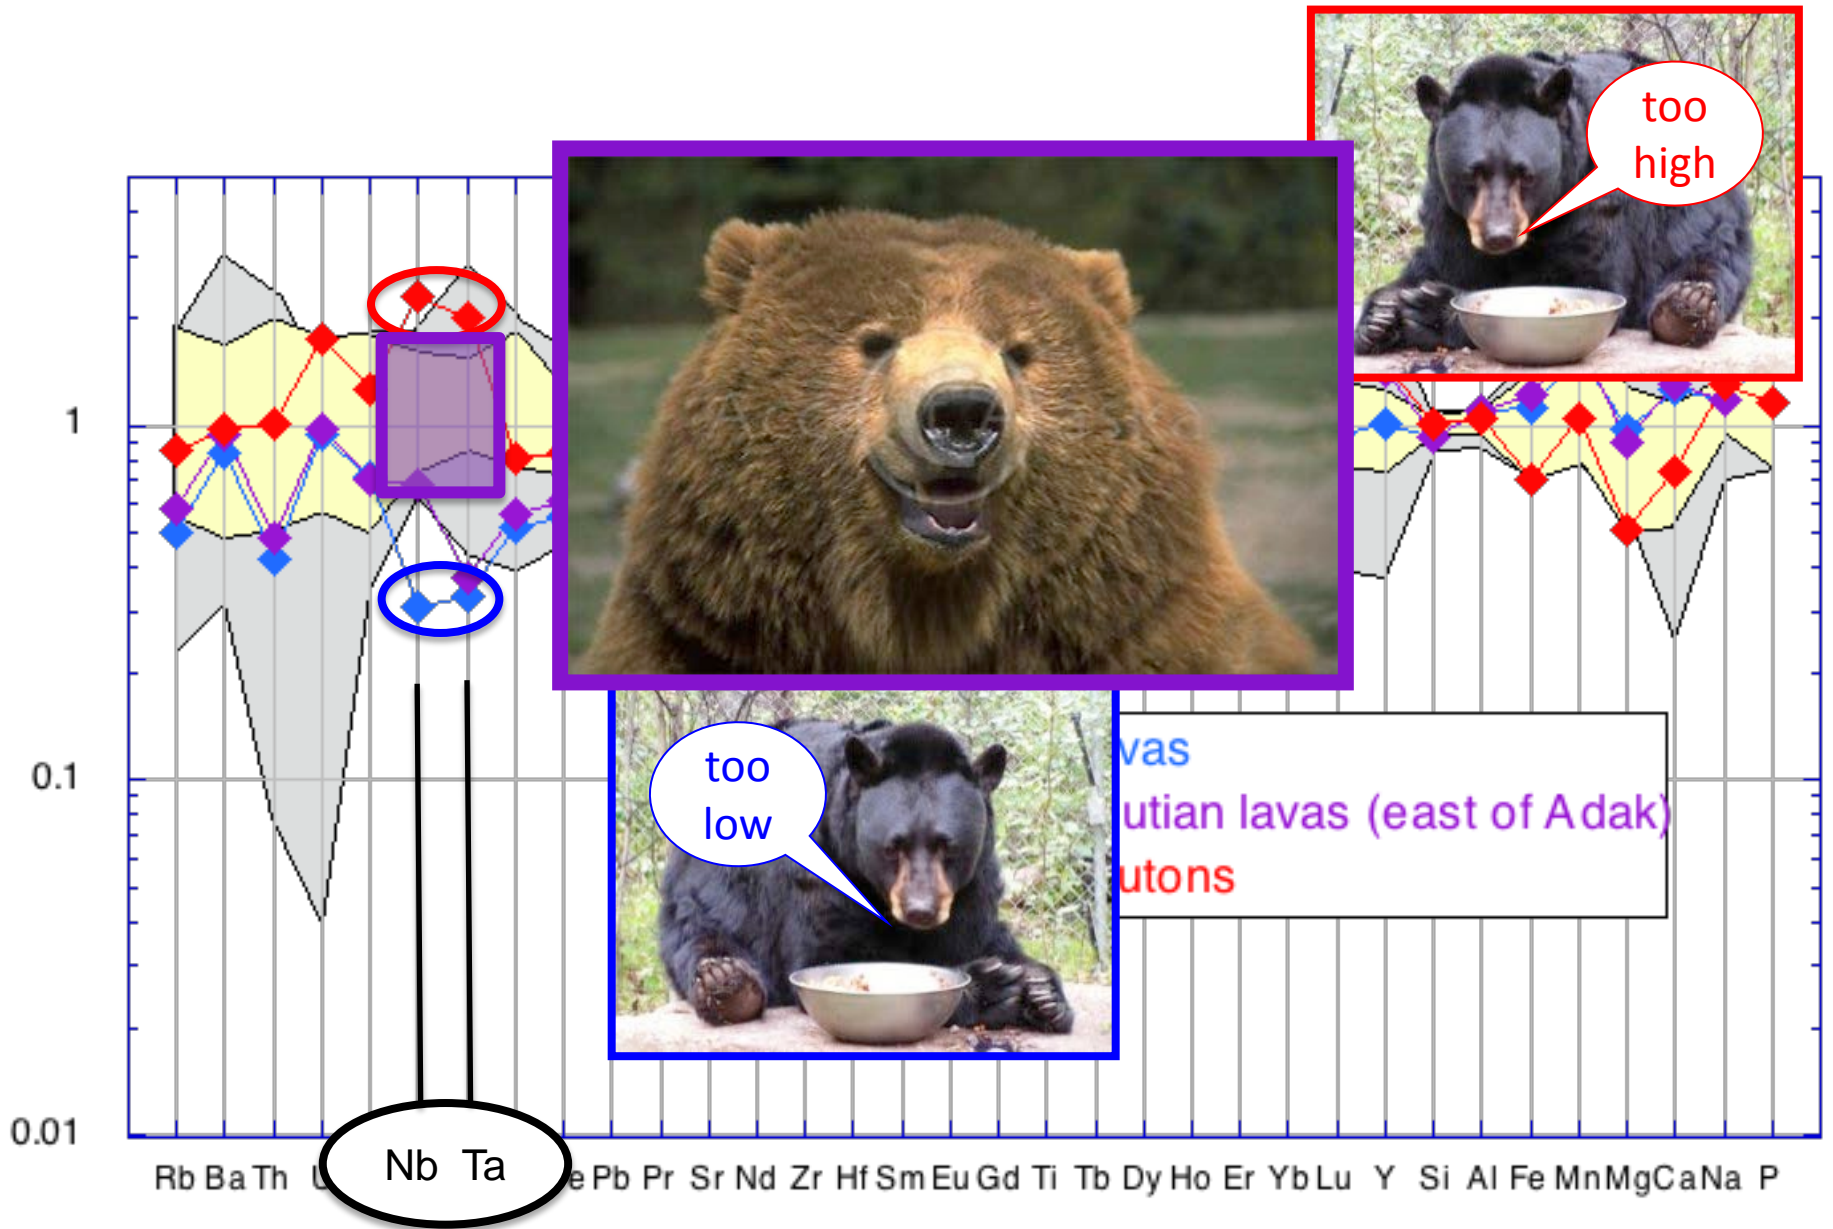 too
high
1
too
low
vas
utian lavas (east of Adak)
utons
0.1
0.01
Nb Ta
Rb Ba Th e Pb Pr Sr Nd Zr Hf Sm Eu Gd Ti Tb Dy Ho Er Yb Lu Y Si Al Fe Mn Mg Ca Na P